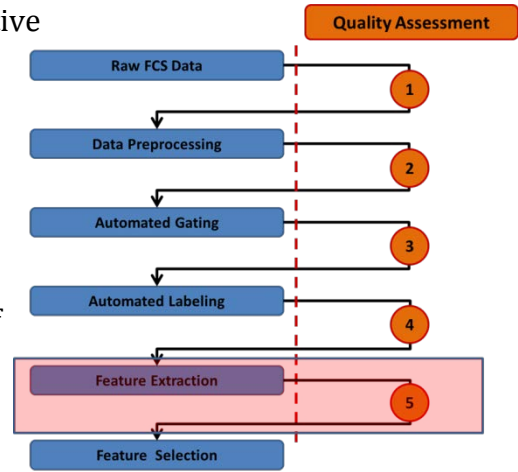 tive
Quality Assessment
Raw FCS Data
1
Data Preprocessing
2
Automated Gating
3
Automated Labeling
4
Feature Extraction
5
Feature Selection